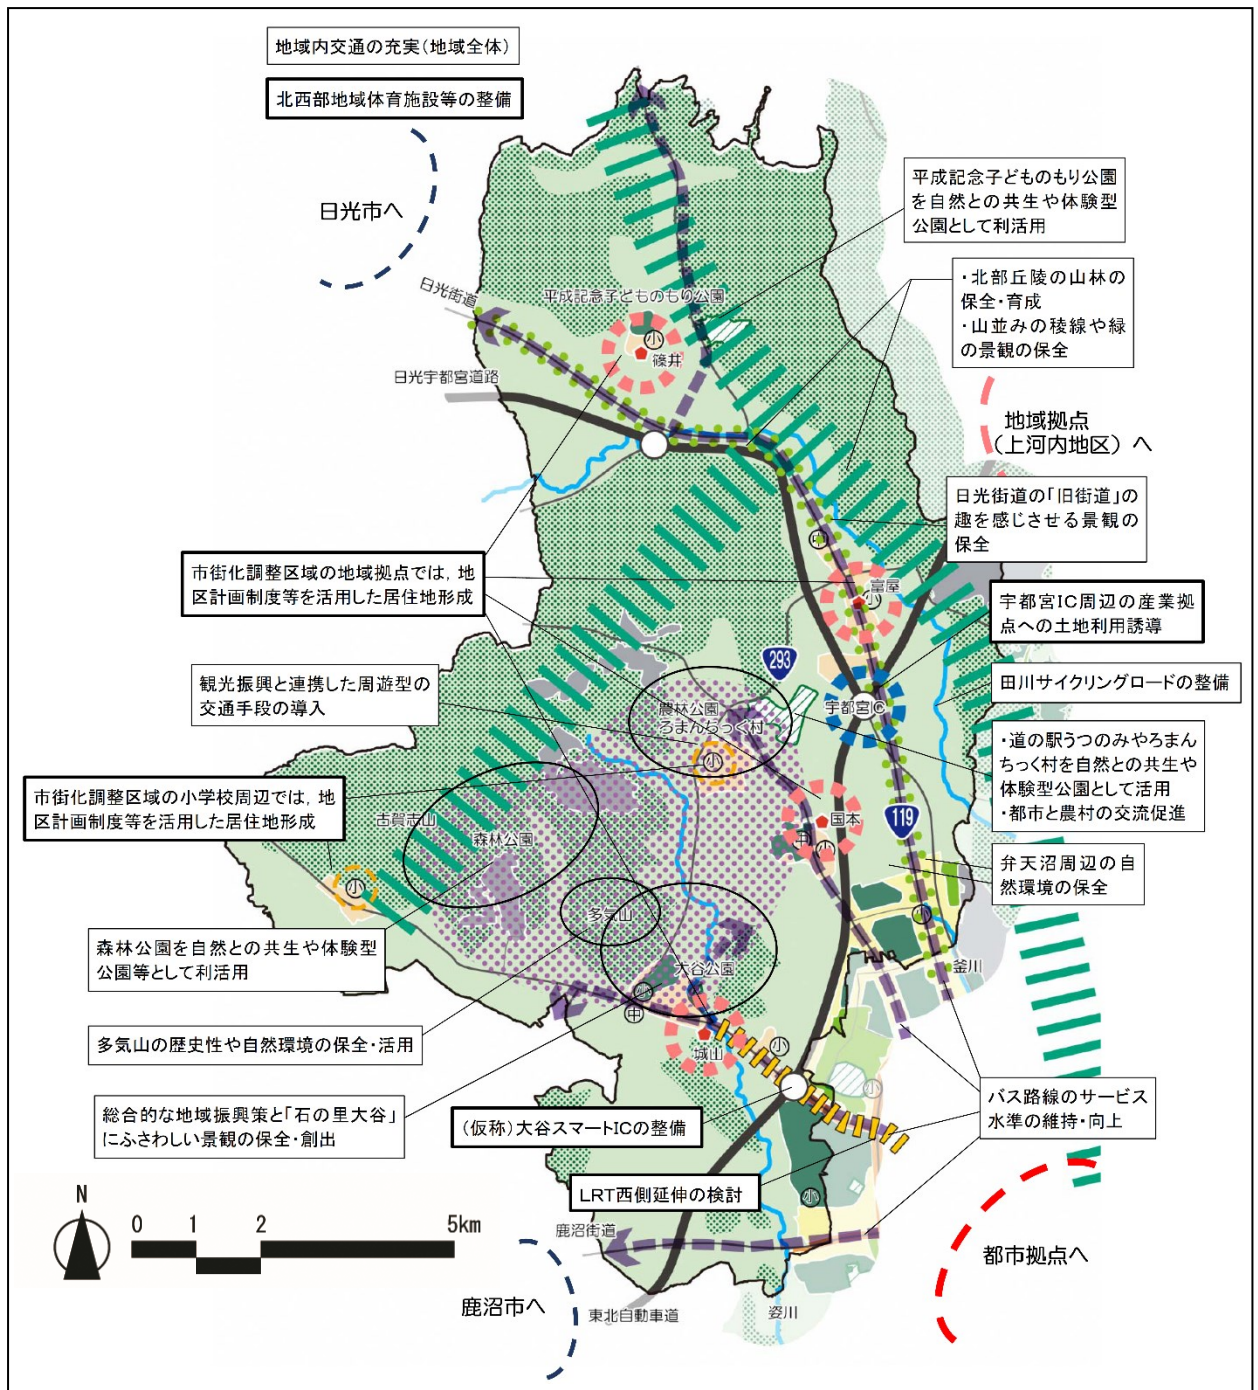 地域内交通の充実（地域全体）
北西部地域体育施設等の整備
日光市へ
平成記念子どものもり公園
を自然との共生や体験型
公園として利活用
・北部丘陵の山林の
保全・育成
・山並みの稜線や緑
の景観の保全
日光街道
平成記念子どものもり公園
小
篠井
日光宇都宮道路
地域拠点
（上河内地区）へ
日光街道の「旧街道」の
趣を感じさせる景観の
保全
中
市街化調整区域の地域拠点では，地
区計画制度等を活用した居住地形成
富屋
小
宇都宮IC周辺の産業拠
点への土地利用誘導
293
観光振興と連携した周遊型の
交通手段の導入
農林公園
ろまんちっく村
宇都宮IC
田川サイクリングロードの整備
小
・道の駅うつのみやろまん
ちっく村を自然との共生や
体験型公園として活用
・都市と農村の交流促進
市街化調整区域の小学校周辺では，地
区計画制度等を活用した居住地形成
古賀志山
森林公園
国本
中
小
119
弁天沼周辺の自
然環境の保全
小
多気山
小
森林公園を自然との共生や体験型
公園等として利活用
大谷公園
釜川
小
中
多気山の歴史性や自然環境の保全・活用
城山
小
総合的な地域振興策と「石の里大谷」
にふさわしい景観の保全・創出
（仮称）大谷スマートICの整備
小
バス路線のサービス
水準の維持・向上
LRT西側延伸の検討
小
N
0 1 2 5km
鹿沼街道
都市拠点へ
鹿沼市へ
東北自動車道
姿川